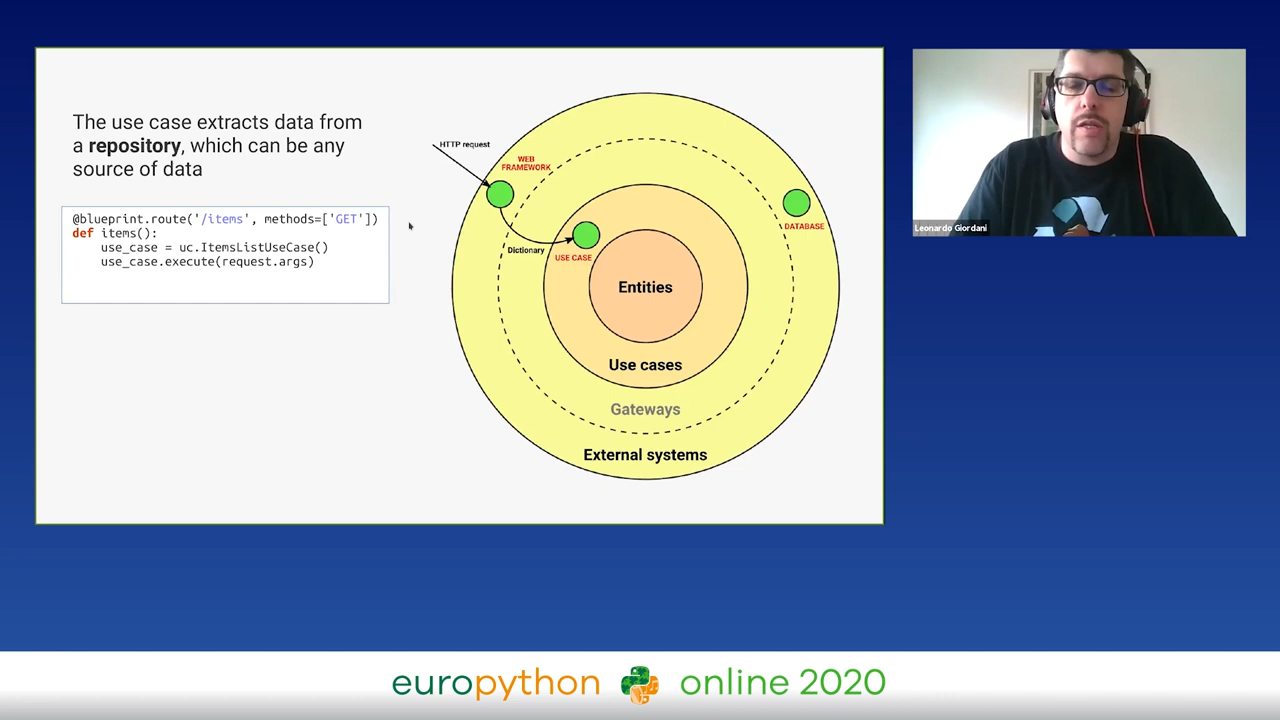 The use case extracts data from
a repository, which can be any
source of data
@blueprint.route('/items', methods=['GET'])
def items():
use_case = uc.ItemsListUseCase()
use_case.execute(request.args)
HTTP request
WEB
FRAMEWORK
DATABASE
Dictionary
USE CASE
Entities
Use cases
Gateways
External systems
Leonardo Giordani
europython online 2020